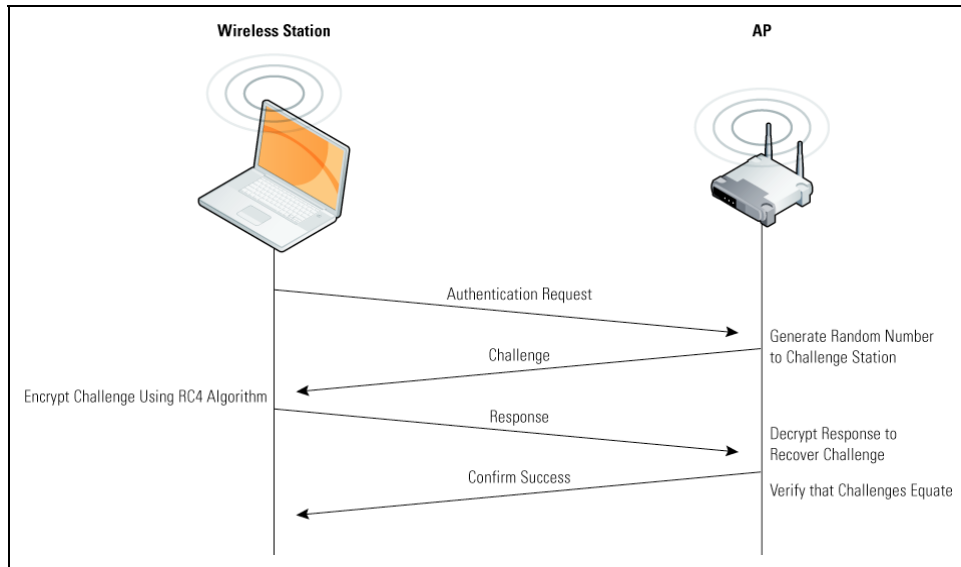 Wireless Station
AP
Authentication Request
Generate Random Number
to Challenge Station
Challenge
Encrypt Challenge Using RC4 Algorithm
Response
Decrypt Response to
Recover Challenge
Confirm Success
Verify that Challenges Equate